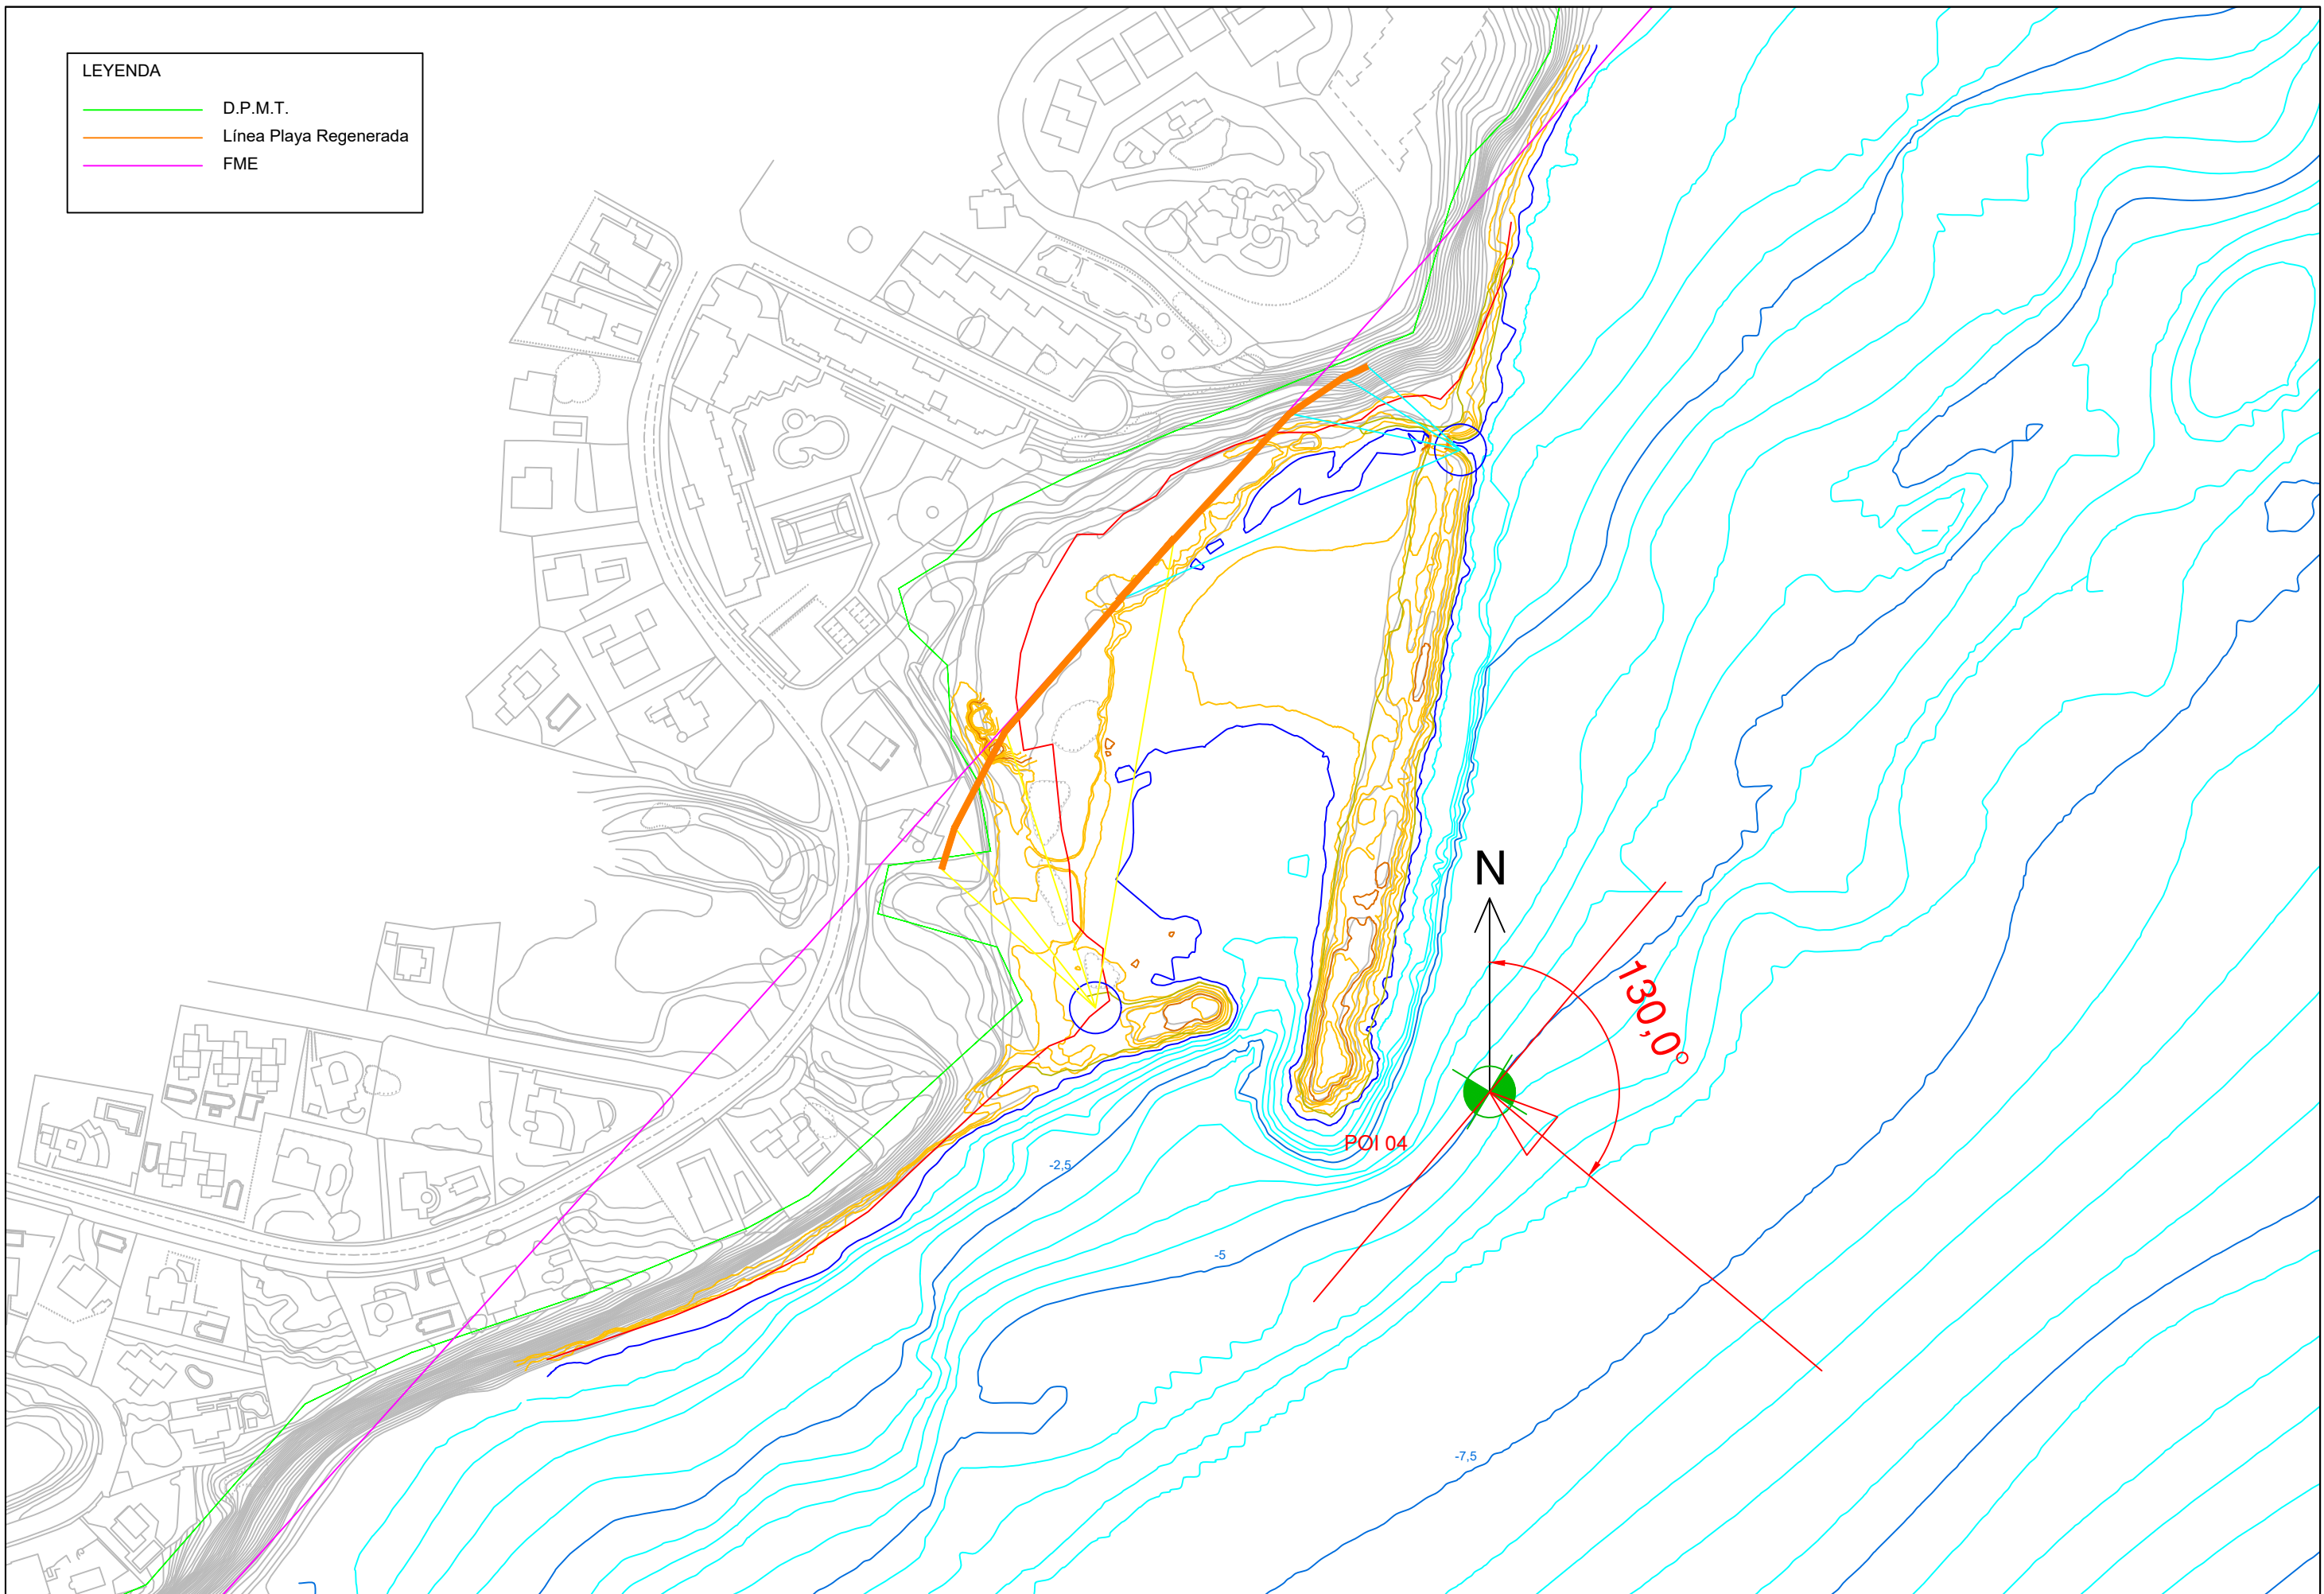 LEYENDA
D.P.M.T.
Línea Playa Regenerada
FME
N
130,0°
POI 04
-2,5
-5
-7,5